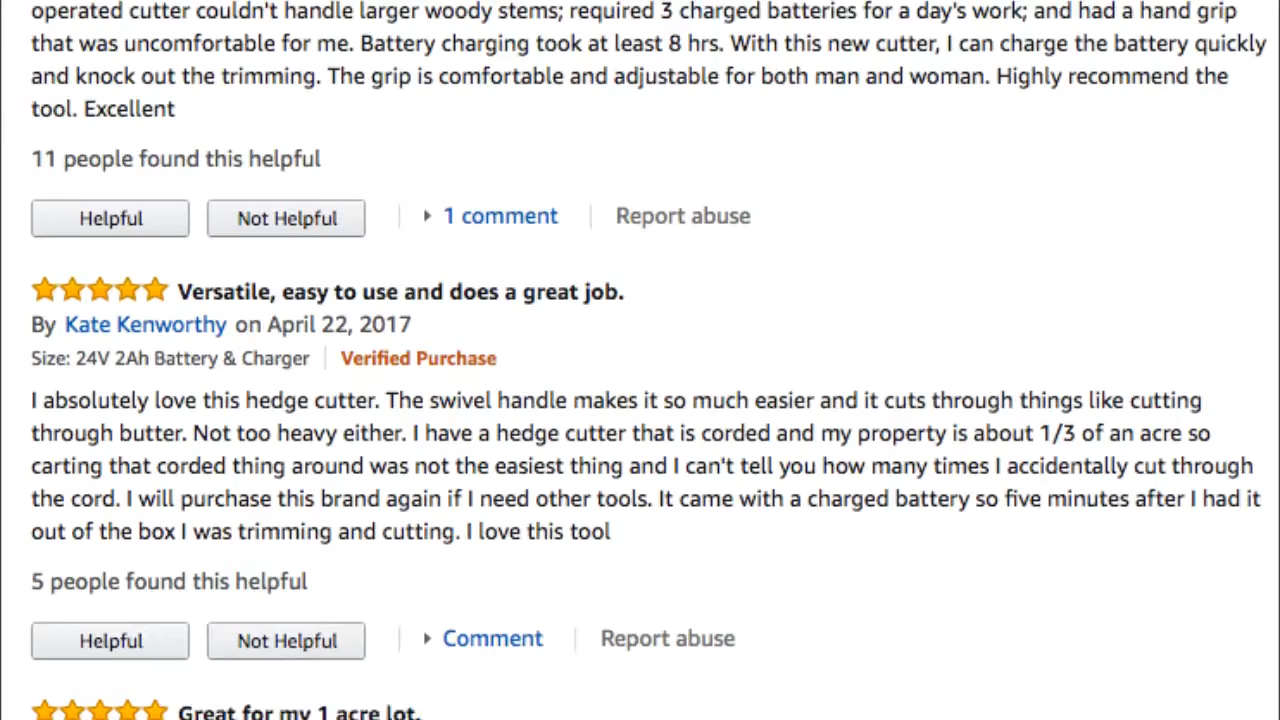 operated cutter couldn't handle larger woody stems; required 3 charged batteries for a day's work; and had a hand grip
that was uncomfortable for me. Battery charging took at least 8 hrs. With this new cutter, I can charge the battery quickly
and knock out the trimming. The grip is comfortable and adjustable for both man and woman. Highly recommend the
tool. Excellent
11 people found this helpful
Helpful Not Helpful 1 comment Report abuse
Versatile, easy to use and does a great job.
By Kate Kenworthy on April 22, 2017
Size: 24V 2Ah Battery & Charger Verified Purchase
I absolutely love this hedge cutter. The swivel handle makes it so much easier and it cuts through things like cutting
through butter. Not too heavy either. I have a hedge cutter that is corded and my property is about 1/3 of an acre so
carting that corded thing around was not the easiest thing and I can't tell you how many times I accidentally cut through
the cord. I will purchase this brand again if I need other tools. It came with a charged battery so five minutes after I had it
out of the box I was trimming and cutting. I love this tool
5 people found this helpful
Helpful Not Helpful Comment Report abuse
Great for my 1 acre lot.